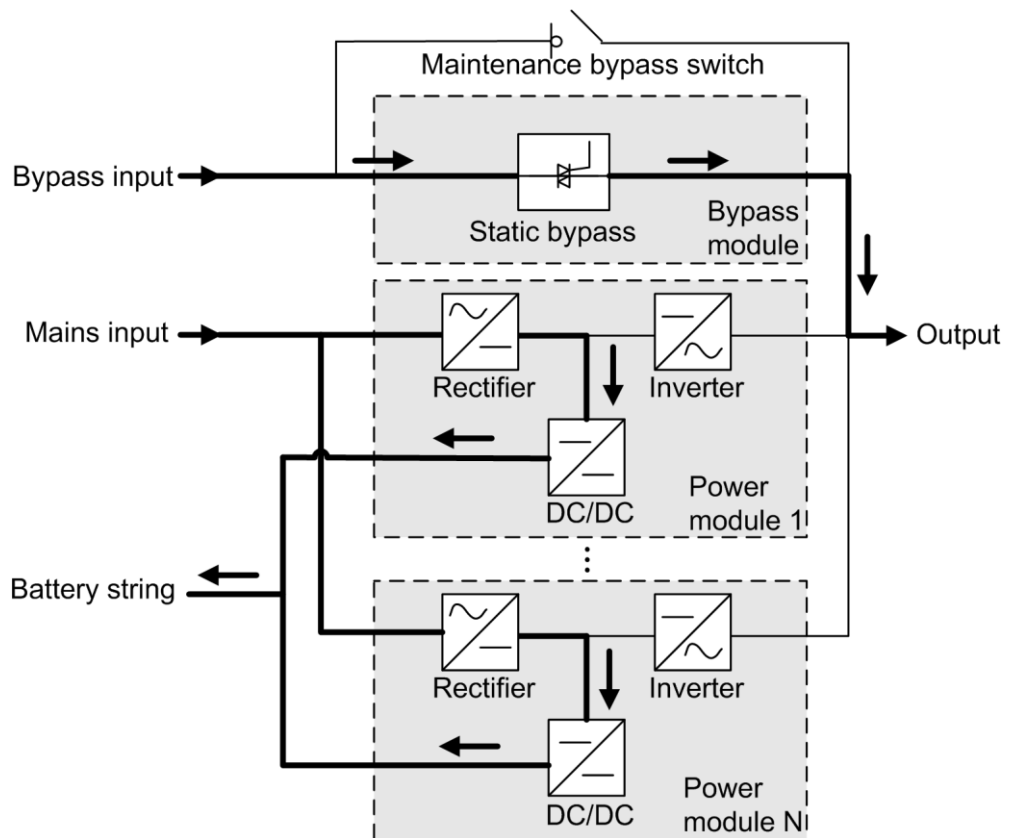 Maintenance bypass switch
Bypass input
Static bypass
Bypass
module
Mains input
Rectifier
Inverter
Output
DC/DC
Power
module 1
Battery string
Rectifier
Inverter
DC/DC
Power
module N